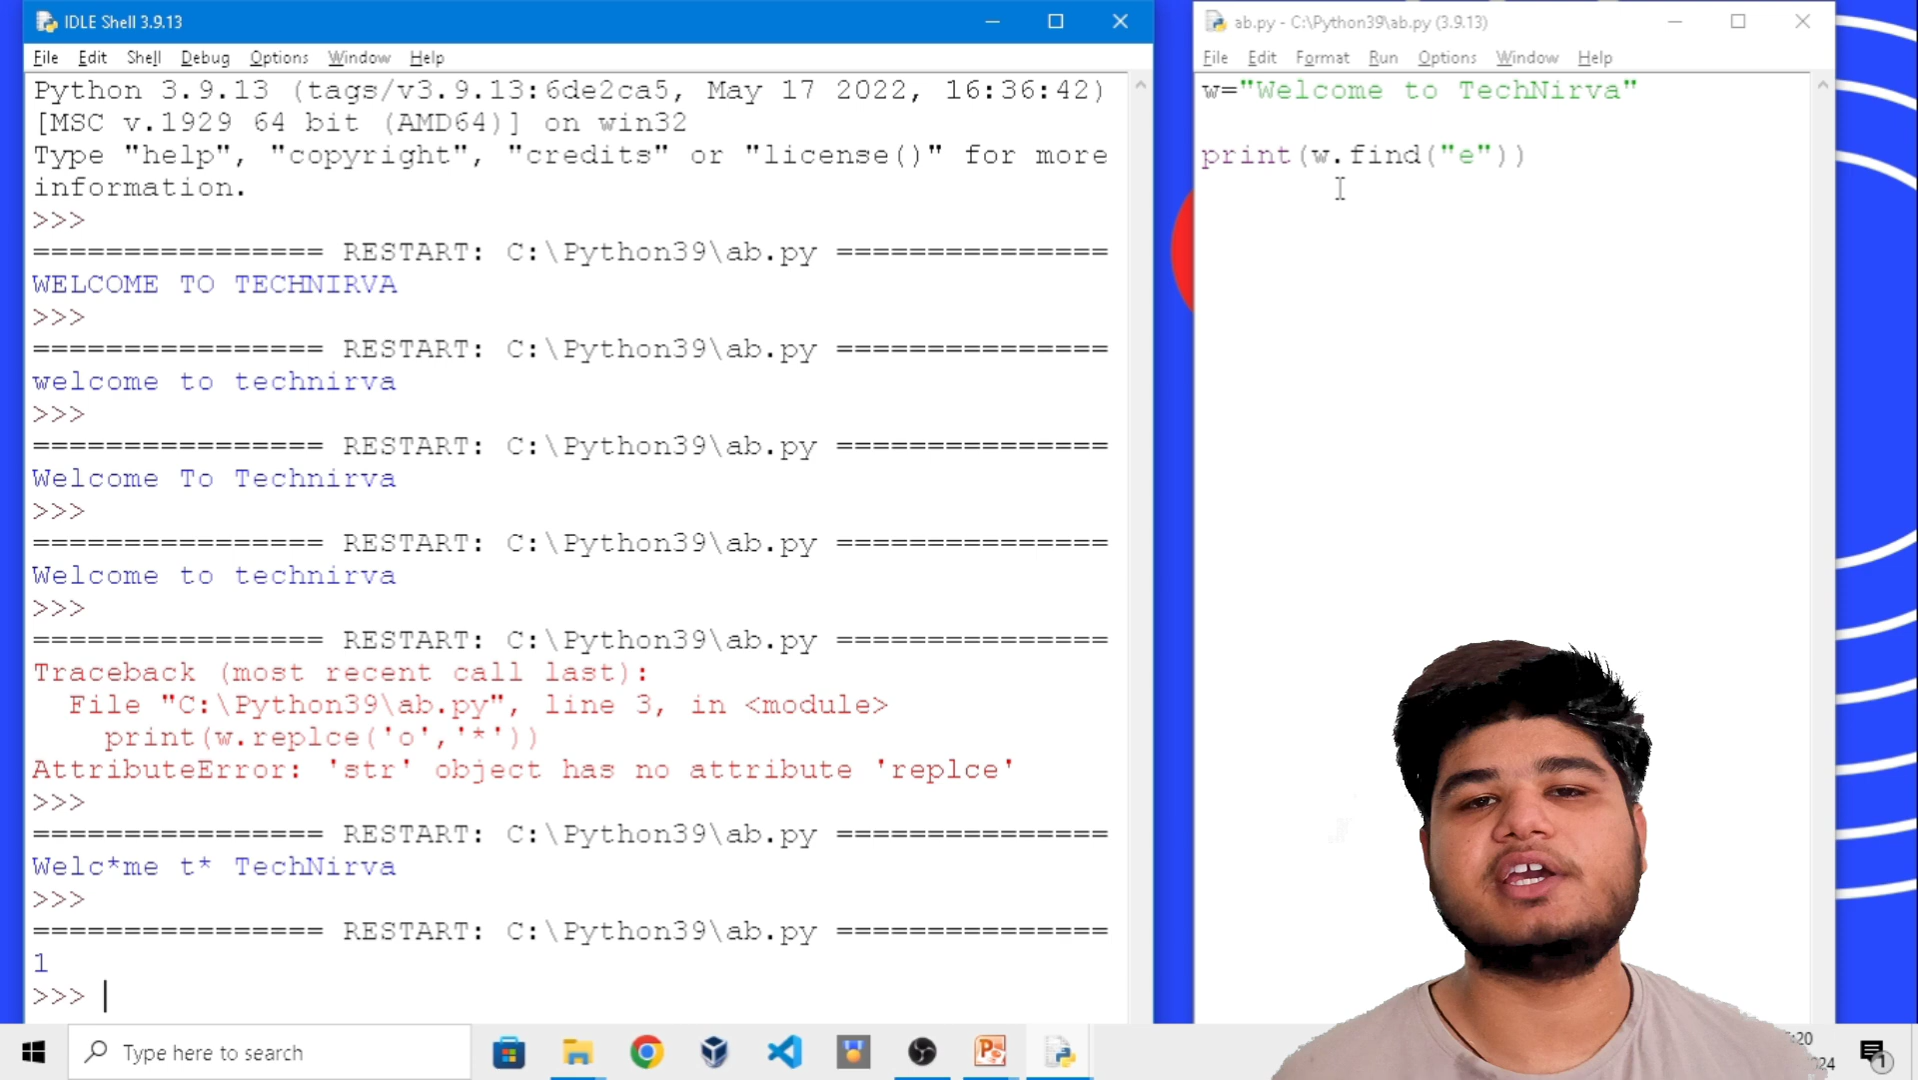 IDLE Shell 3.9.13
File Edit Shell Debug Options Window Help
Python 3.9.13 (tags/v3.9.13:6de2ca5, May 17 2022, 16:36:42)
[MSC v.1929 64 bit (AMD64)] on win32
Type "help", "copyright", "credits" or "license()" for more
information.
>>>
================ RESTART: C:\Python39\ab.py ===============
WELCOME TO TECHNIRVA
>>>
================ RESTART: C:\Python39\ab.py ===============
welcome to technirva
>>>
================ RESTART: C:\Python39\ab.py ===============
Welcome To Technirva
>>>
================ RESTART: C:\Python39\ab.py ===============
Welcome to technirva
>>>
================ RESTART: C:\Python39\ab.py ===============
Traceback (most recent call last):
  File "C:\Python39\ab.py", line 3, in <module>
    print(w.replce('o','*'))
AttributeError: 'str' object has no attribute 'replce'
>>>
================ RESTART: C:\Python39\ab.py ===============
Welc*me t* TechNirva
>>>
================ RESTART: C:\Python39\ab.py ===============
1
>>>
ab.py - C:\Python39\ab.py (3.9.13)
File Edit Format Run Options Window Help
w="Welcome to TechNirva"
print(w.find("e"))
Type here to search
:20
024
1